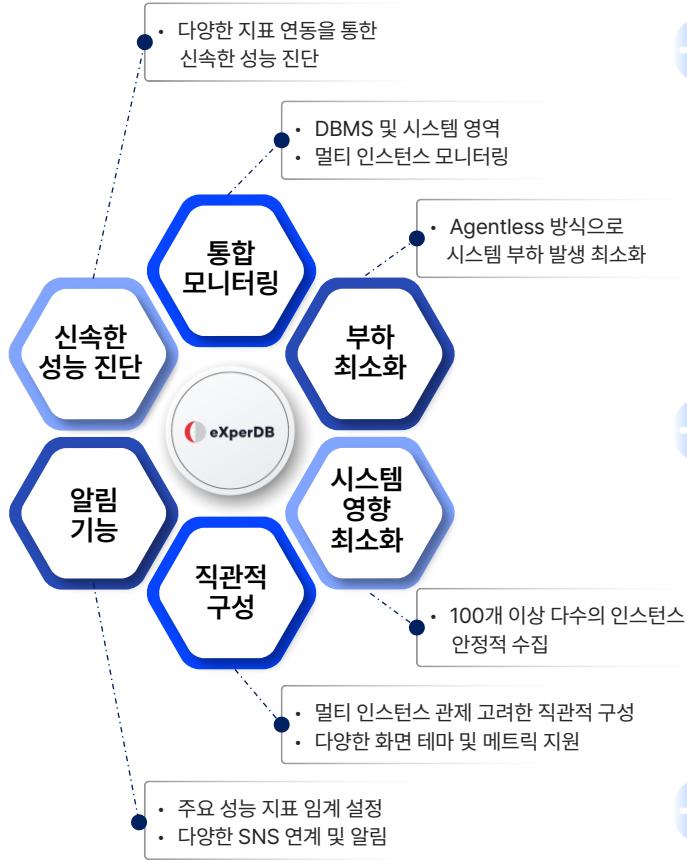 • 다양한 지표 연동을 통한
신속한 성능 진단
• DBMS 및 시스템 영역
• 멀티 인스턴스 모니터링
• Agentless 방식으로
시스템 부하 발생 최소화
통합
모니터링
신속한
성능 진단
부하
최소화
eXperDB
알림
기능
시스템
영향
최소화
직관적
구성
• 100개 이상 다수의 인스턴스
안정적 수집
• 멀티 인스턴스 관제 고려한 직관적 구성
• 다양한 화면 테마 및 메트릭 지원
• 주요 성능 지표 임계 설정
• 다양한 SNS 연계 및 알림